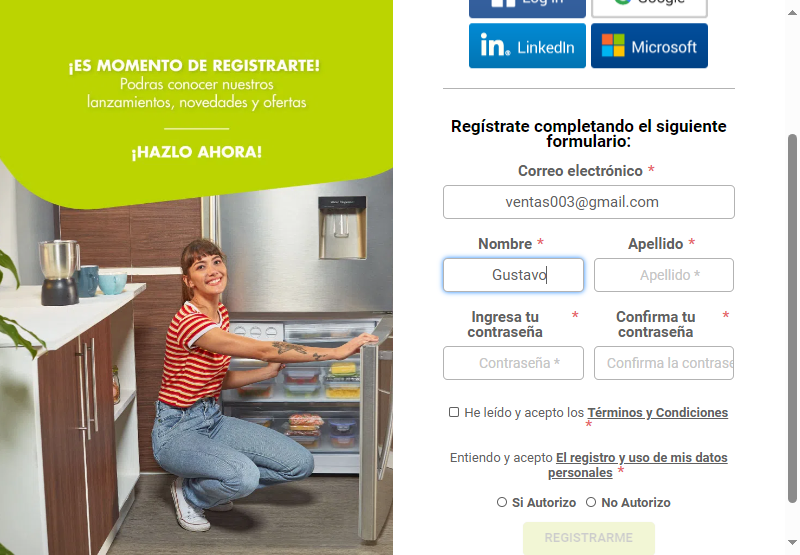 ¡ES MOMENTO DE REGISTRARTE!
Podras conocer nuestros
lanzamientos, novedades y ofertas
¡HAZLO AHORA!
Log in
Google
LinkedIn
Microsoft
Regístrate completando el siguiente
formulario:
Correo electrónico *
ventas003@gmail.com
Nombre *
Apellido *
Gustavo
Apellido *
Ingresa tu
contraseña *
Confirma tu
contraseña *
Contraseña *
Confirma la contrase
He leído y acepto los Términos y Condiciones
*
Entiendo y acepto El registro y uso de mis datos
personales *
Si Autorizo
No Autorizo
REGISTRARME